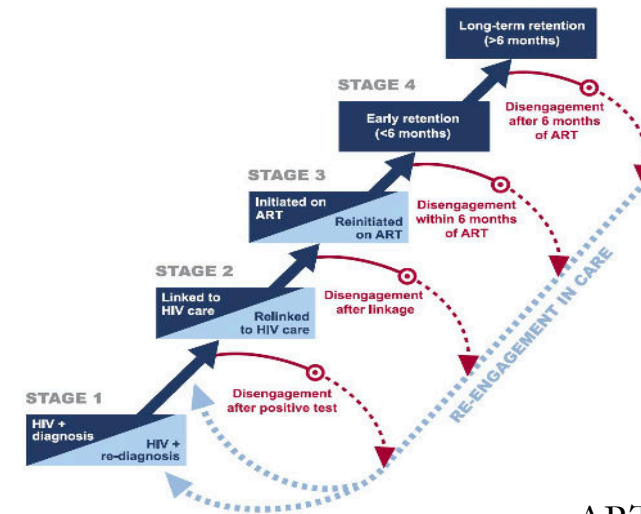 Long-term retention
(>6 months)
STAGE 4
Early retention
(<6 months)
Disengagement
after 6 months
of ART
STAGE 3
Initiated on
ART
Reinitiated
on ART
Disengagement
within 6 months
of ART
STAGE 2
Linked to
HIV care
Relinked
to HIV care
Disengagement
after linkage
RE-ENGAGEMENT IN CARE
STAGE 1
HIV +
diagnosis
HIV +
re-diagnosis
Disengagement
after positive test